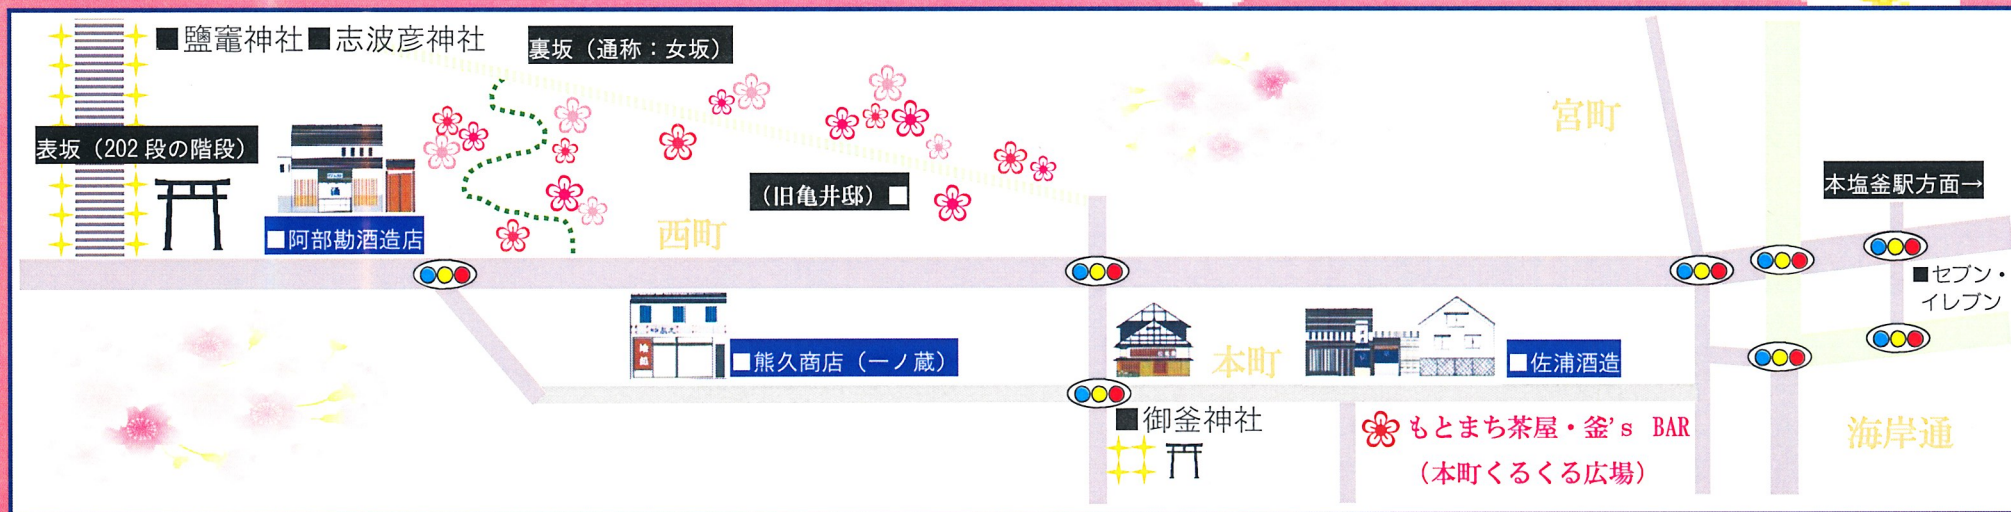 ■鹽竈神社■志波彦神社
裏坂（通称：女坂）
宮町
表坂（202段の階段）
本塩釜駅方面→
（旧亀井邸）■
西町
■阿部勘酒造店
■セブン・
イレブン
■熊久商店（一ノ蔵）
本町
■佐浦酒造
■御釜神社
もとまち茶屋・釜's BAR
（本町くるくる広場）
海岸通